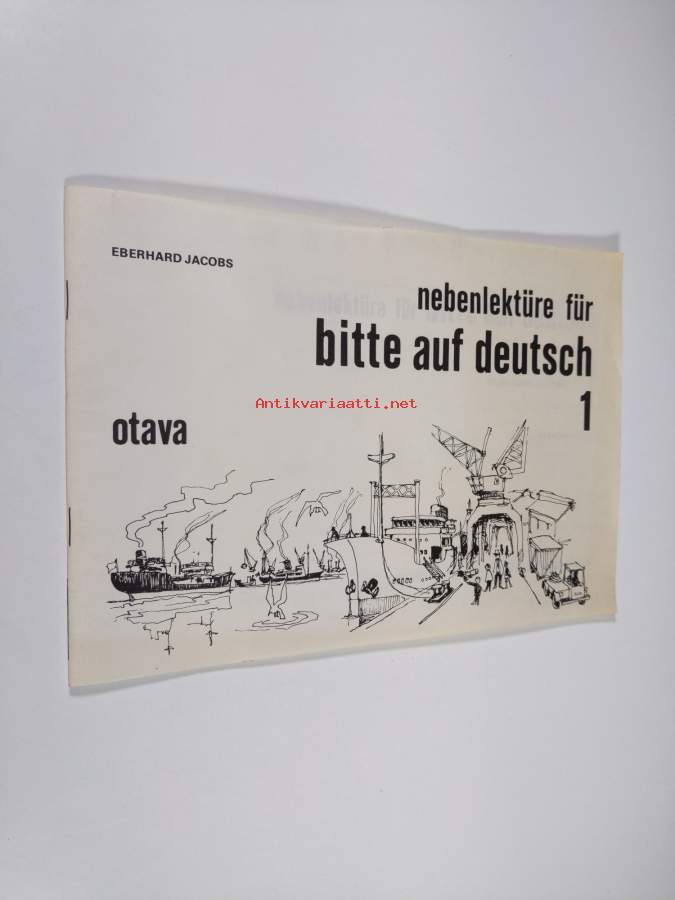 EBERHARD JACOBS
nebenlektüre für
bitte auf deutsch
1
Antikvariaatti.net
otava